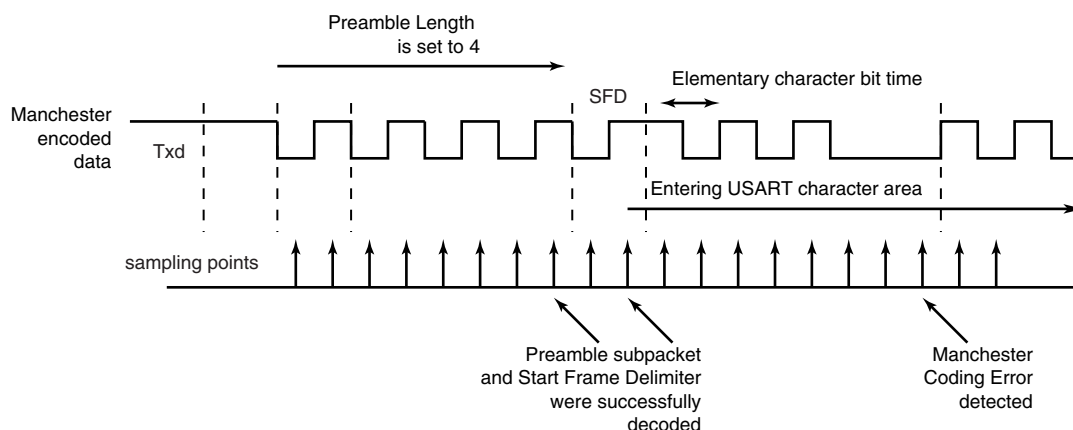 Preamble Length
is set to 4
SFD
Elementary character bit time
Manchester
encoded
data
Txd
Entering USART character area
sampling points
Preamble subpacket
and Start Frame Delimiter
were successfully
decoded
Manchester
Coding Error
detected